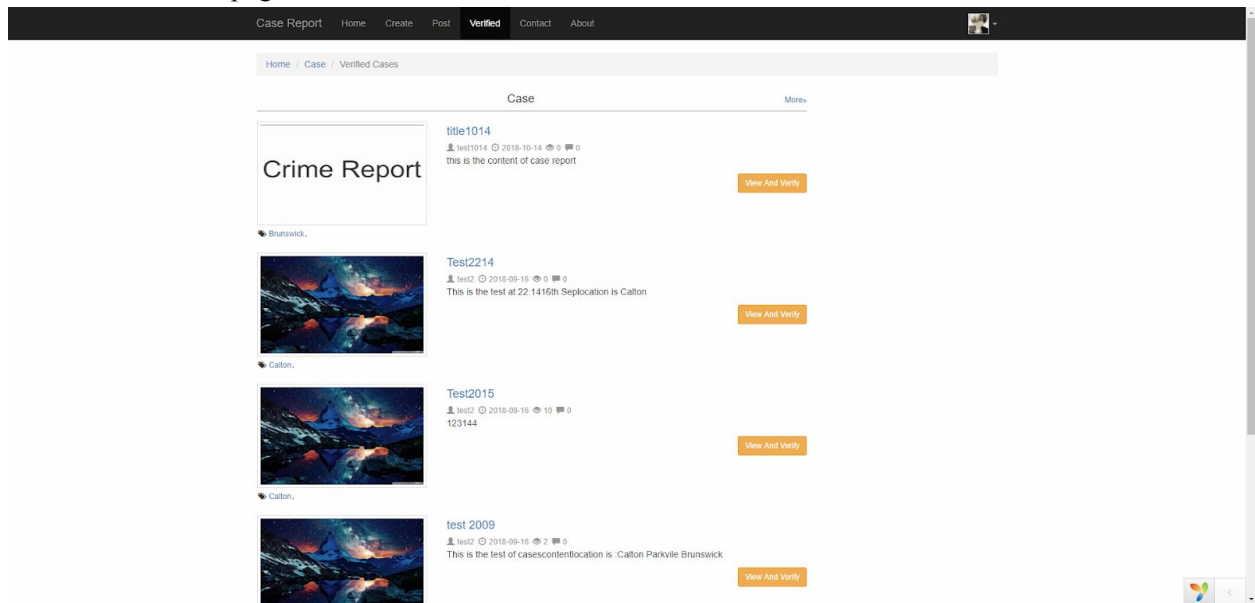 Case Report Home Create Post Verified Contact About
Home / Case / Verified Cases
Case More»
title1014
test1014 2018-10-14 0 0
this is the content of case report
Crime Report
View And Verify
Brunswick,
Test2214
test2 2018-09-16 0 0
This is the test at 22:1416th Seplocation is Calton
View And Verify
Calton,
Test2015
test2 2018-09-16 10 0
123144
View And Verify
Calton,
test 2009
test2 2018-09-16 2 0
This is the test of casescontentlocation is :Calton Parkvile Brunswick
View And Verify